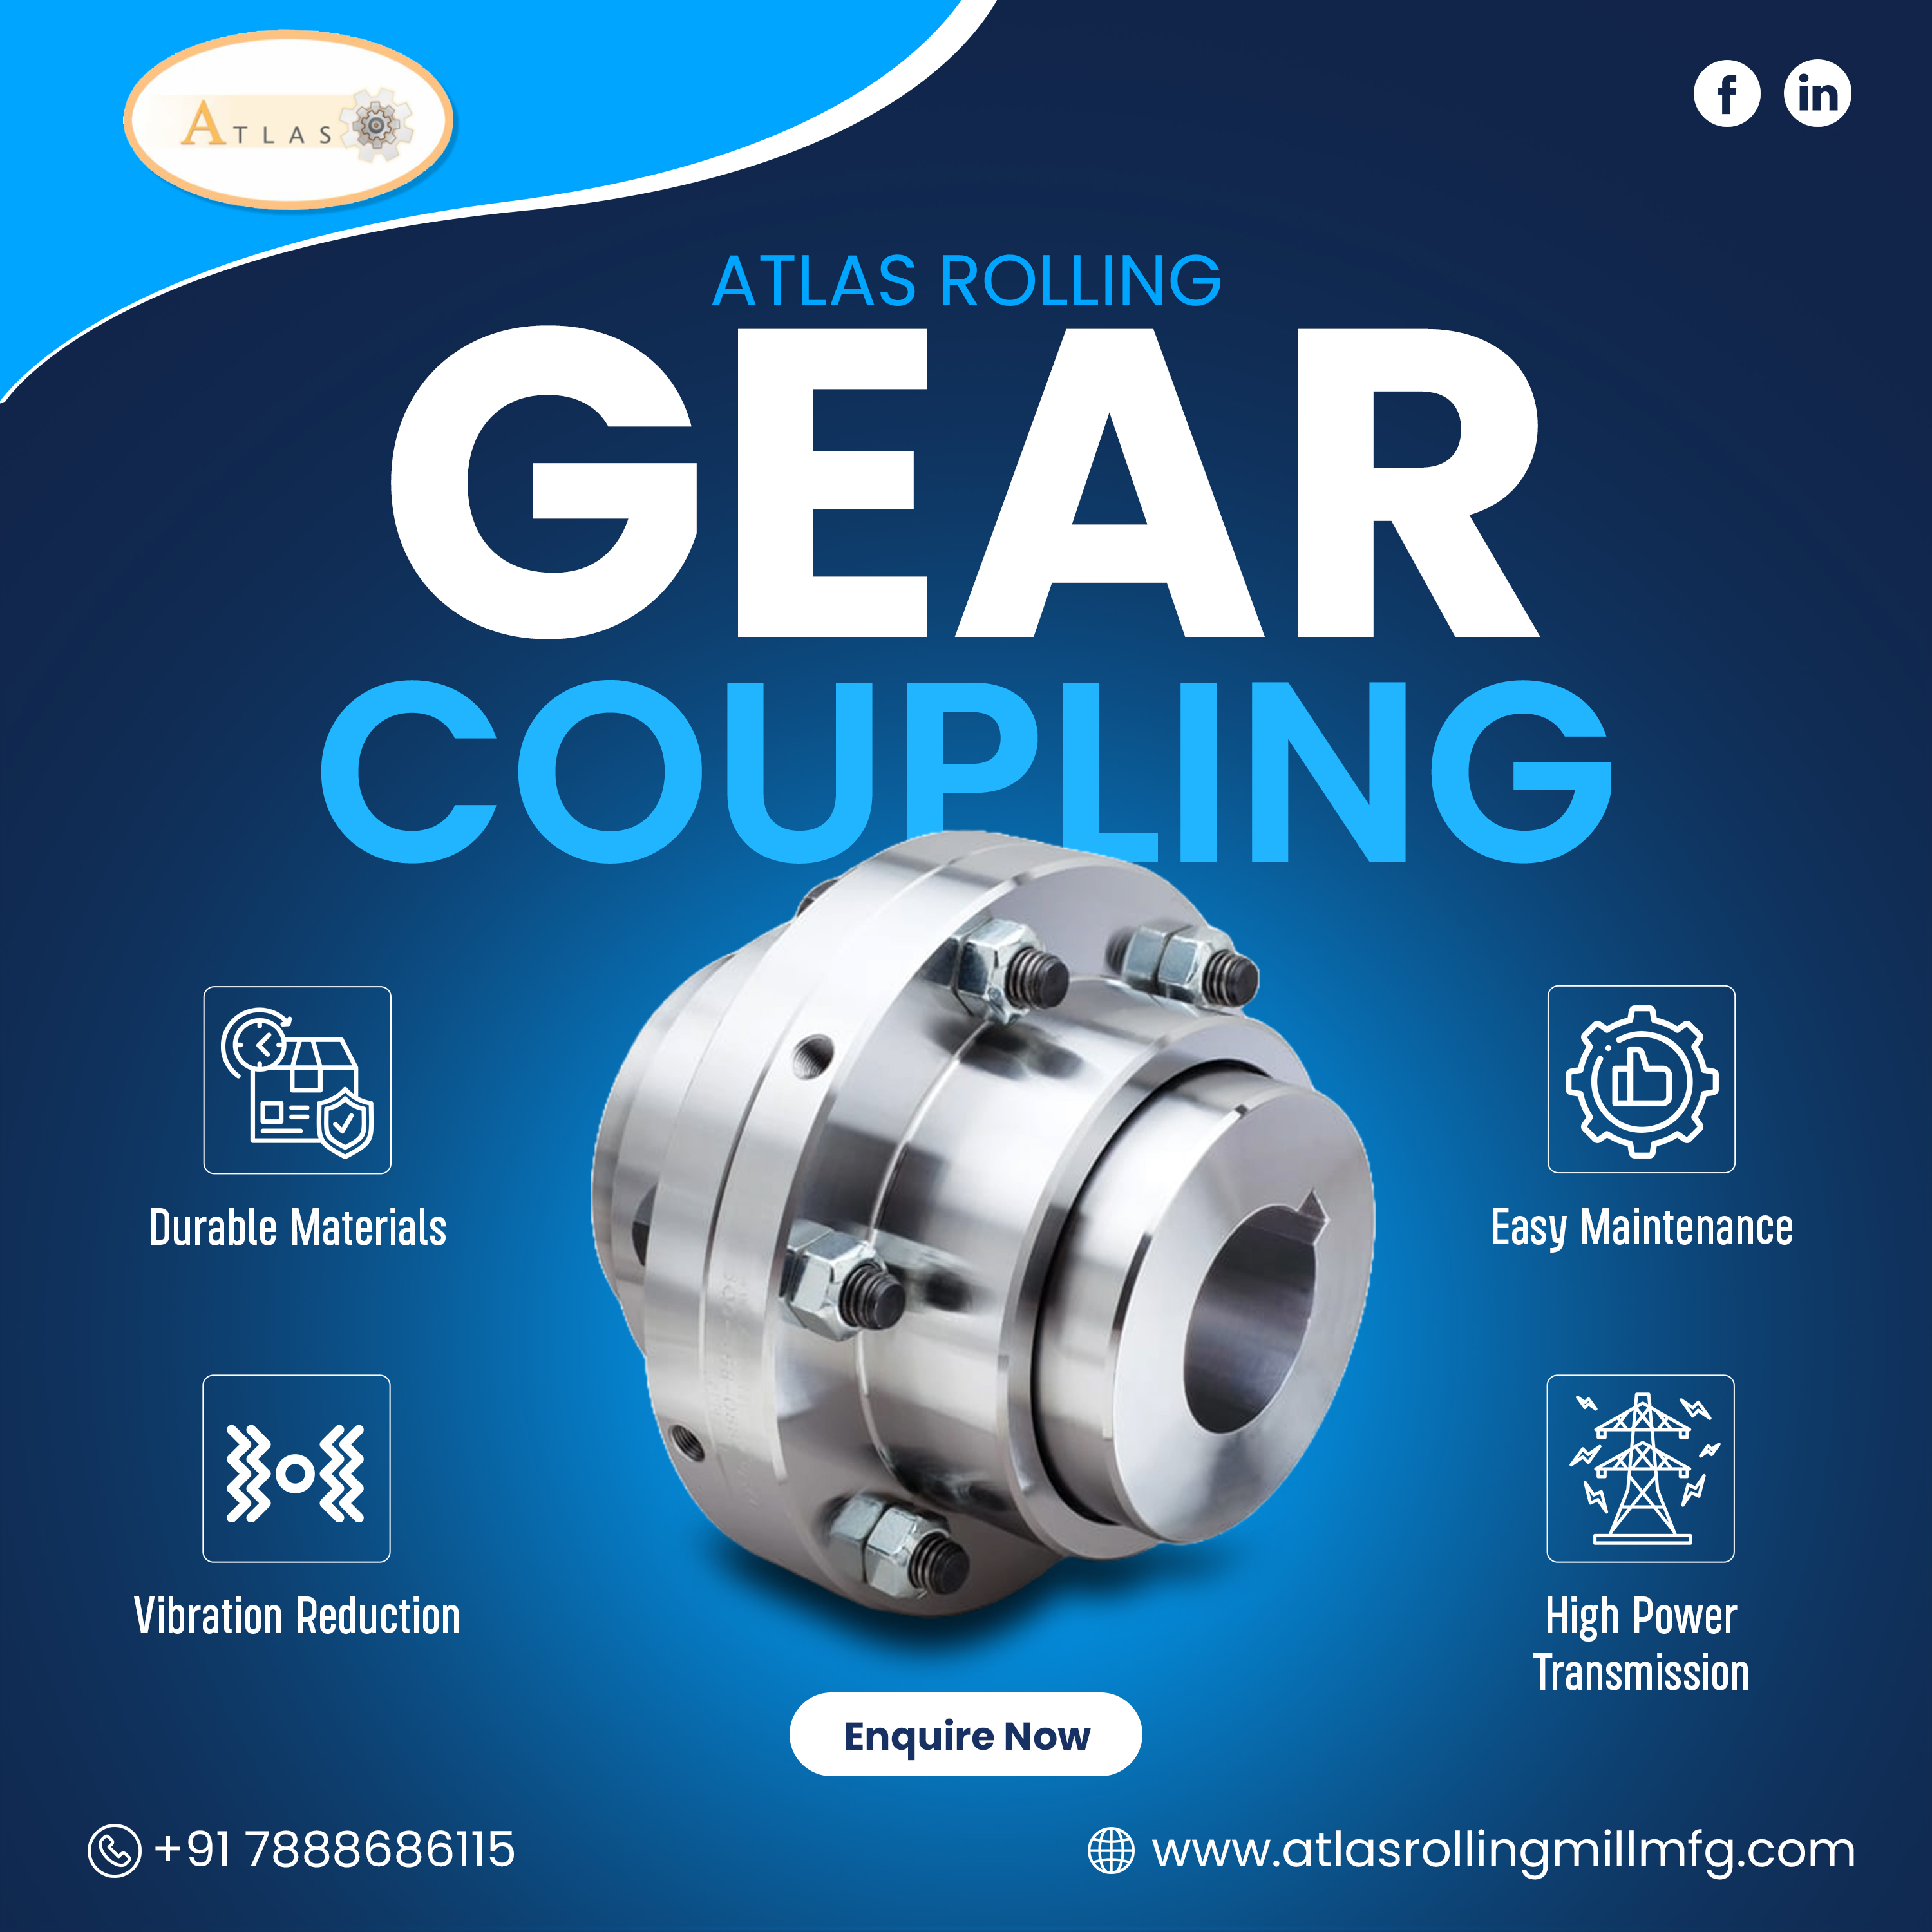 ATLAS
f in
ATLAS ROLLING
GEAR
COUPLING
Durable Materials
Easy Maintenance
Vibration Reduction
High Power
Transmission
Enquire Now
+91 7888686115
www.atlasrollingmillmfg.com